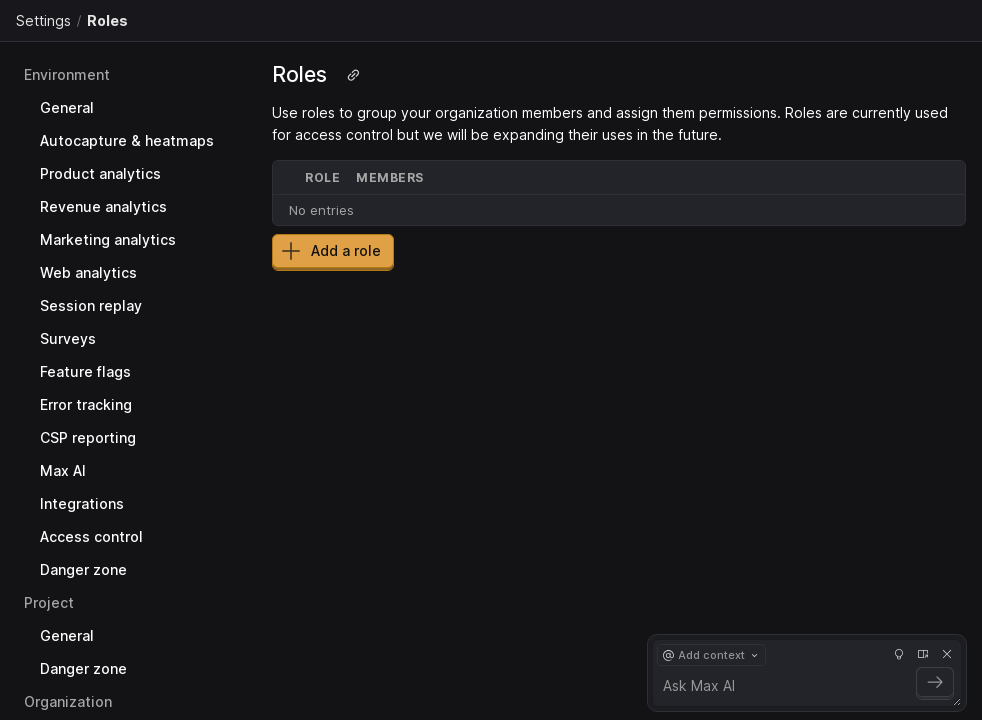 Settings / Roles
Environment
General
Autocapture & heatmaps
Product analytics
Revenue analytics
Marketing analytics
Web analytics
Session replay
Surveys
Feature flags
Error tracking
CSP reporting
Max AI
Integrations
Access control
Danger zone
Project
General
Danger zone
Organization
Roles
Use roles to group your organization members and assign them permissions. Roles are currently used
for access control but we will be expanding their uses in the future.
ROLE MEMBERS
No entries
Add a role
@ Add context
Ask Max AI